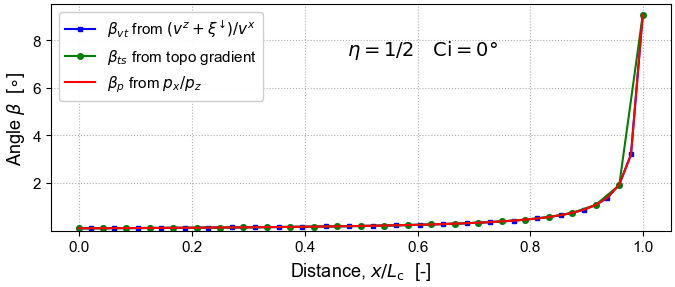 β_vt from (v^z + ξ^↓)/v^x
β_ts from topo gradient
β_p from p_x/p_z
η = 1/2 Ci = 0°
Angle β [∘]
8
6
4
2
0.0 0.2 0.4 0.6 0.8 1.0
Distance, x/L_c [-]